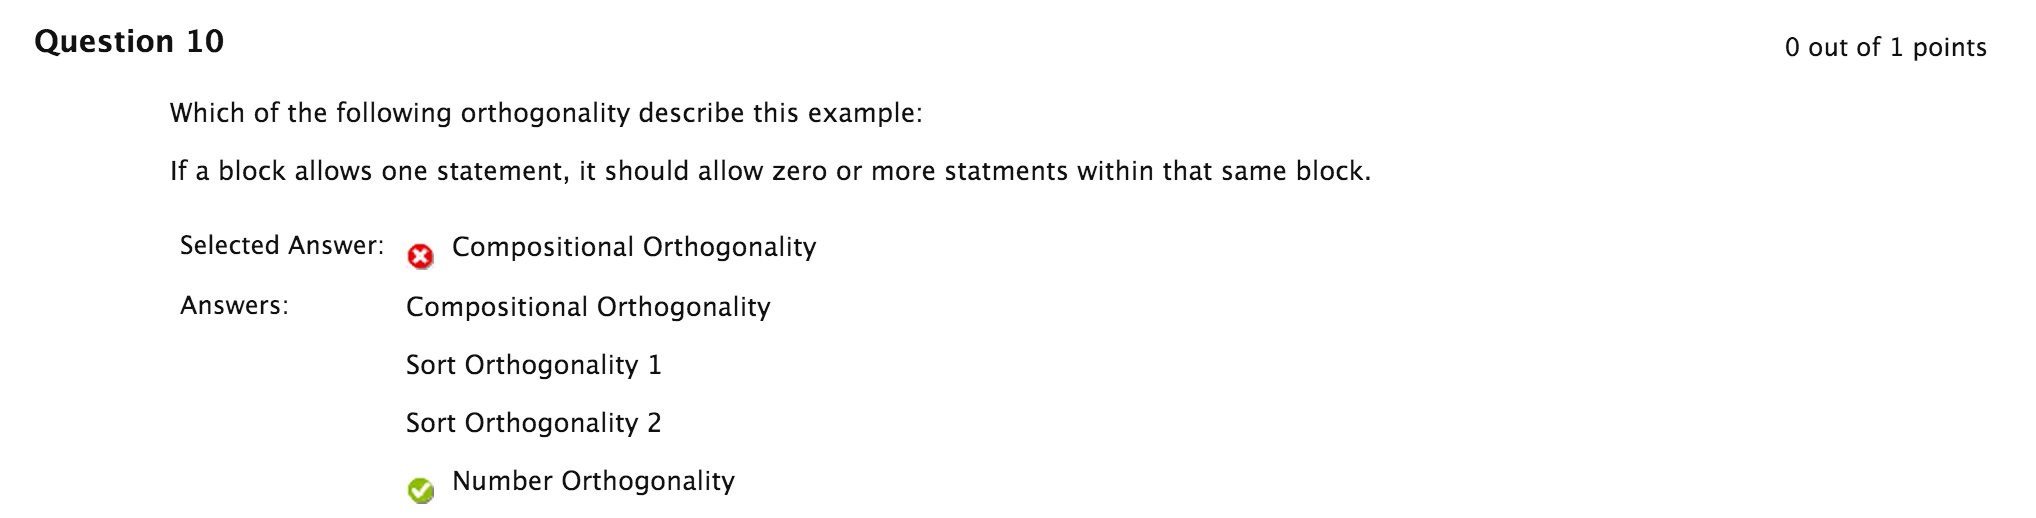 Question 10
0 out of 1 points
Which of the following orthogonality describe this example:
If a block allows one statement, it should allow zero or more statments within that same block.
Selected Answer: Compositional Orthogonality
Answers: Compositional Orthogonality
Sort Orthogonality 1
Sort Orthogonality 2
Number Orthogonality